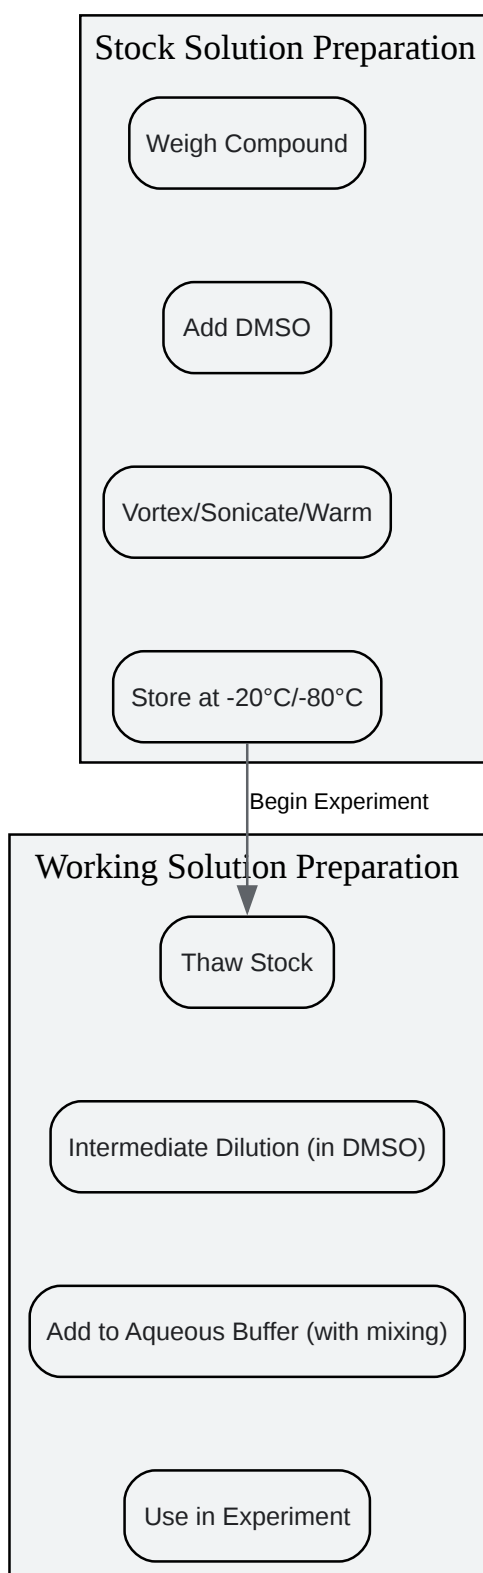 Stock Solution Preparation
Weigh Compound
Add DMSO
Vortex/Sonicate/Warm
Store at -20°C/-80°C
Begin Experiment
Working Solution Preparation
Thaw Stock
Intermediate Dilution (in DMSO)
Add to Aqueous Buffer (with mixing)
Use in Experiment